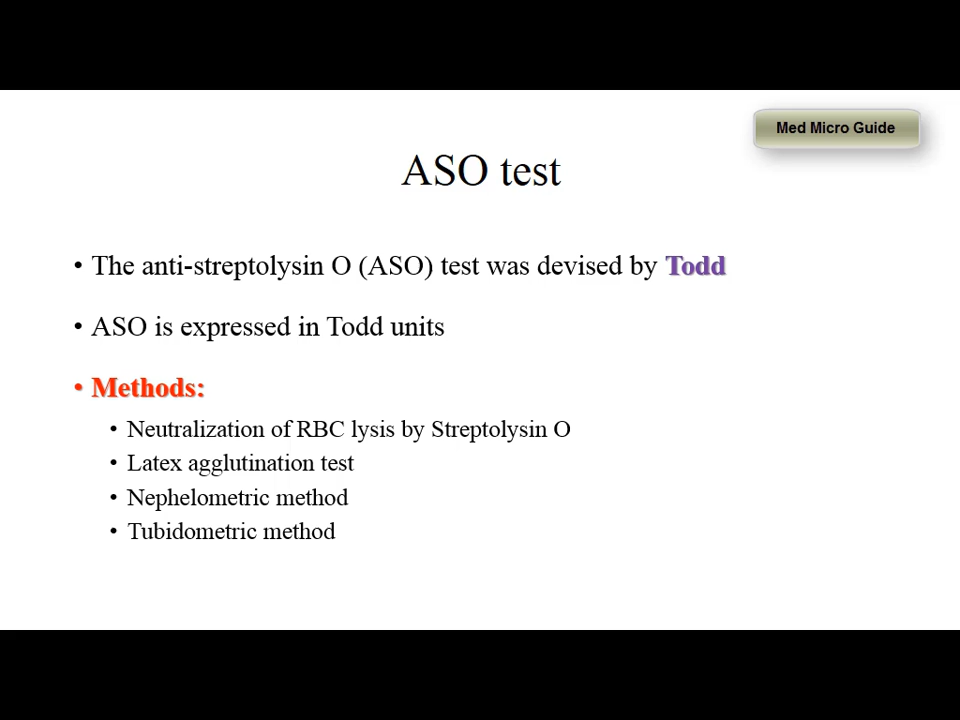 Med Micro Guide
ASO test
• The anti-streptolysin O (ASO) test was devised by Todd
• ASO is expressed in Todd units
• Methods:
• Neutralization of RBC lysis by Streptolysin O
• Latex agglutination test
• Nephelometric method
• Tubidometric method